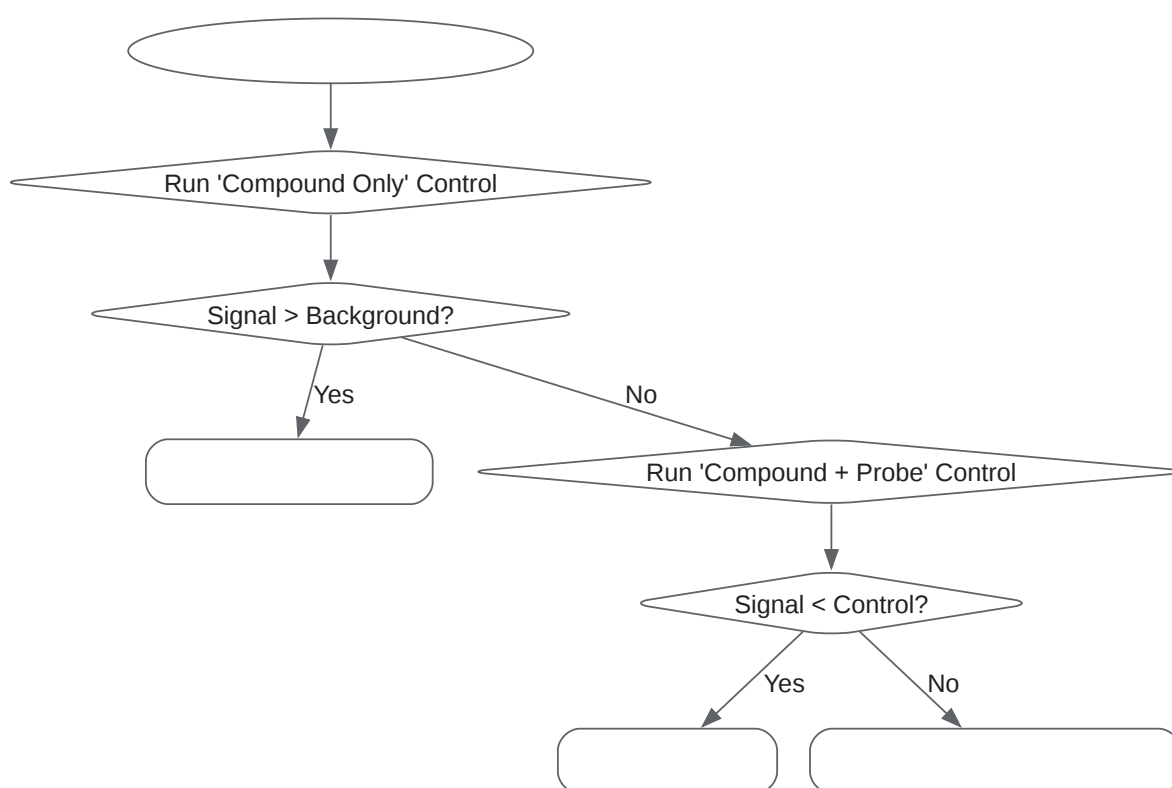 Run 'Compound Only' Control
Signal > Background?
Yes
No
Run 'Compound + Probe' Control
Signal < Control?
Yes
No